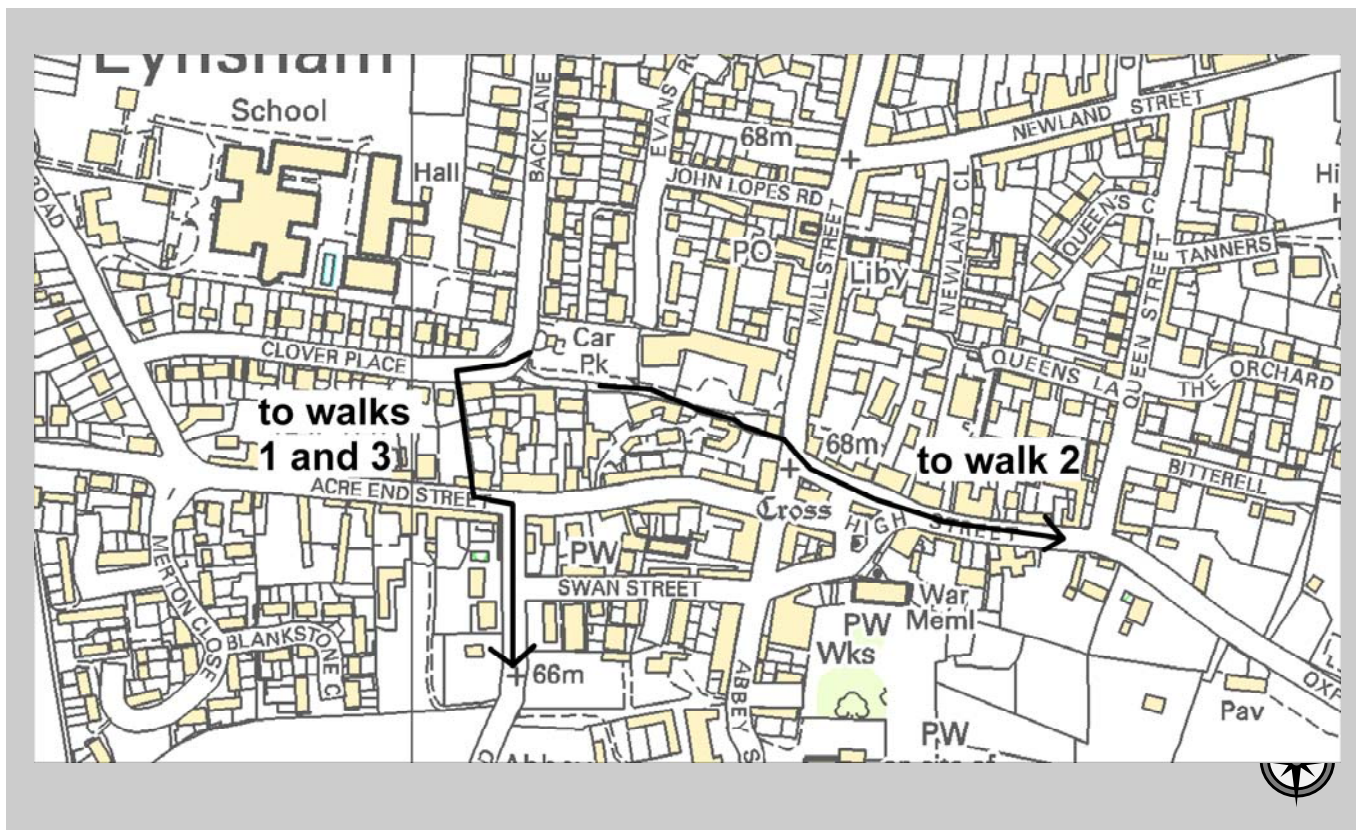 Eynsham
School
BACK LANE
EVANS
68m
NEWLAND STREET
Hall
JOHN LOPES RD
ROAD
NEWLAND CL
QUEEN'S C
PO
Liby
MILL STREET
QUEEN STREET
TANNERS
Car
Pk
CLOVER PLACE
QUEENS LA
THE ORCHARD
to walks
1 and 3
68m
to walk 2
BITTERELL
ACRE END STREET
Cross
HIGH STREET
PW
SWAN STREET
War
Meml
MERTON CLOSE
BLANKSTONE C
PW
Wks
66m
ABBEY S
Pav
PW